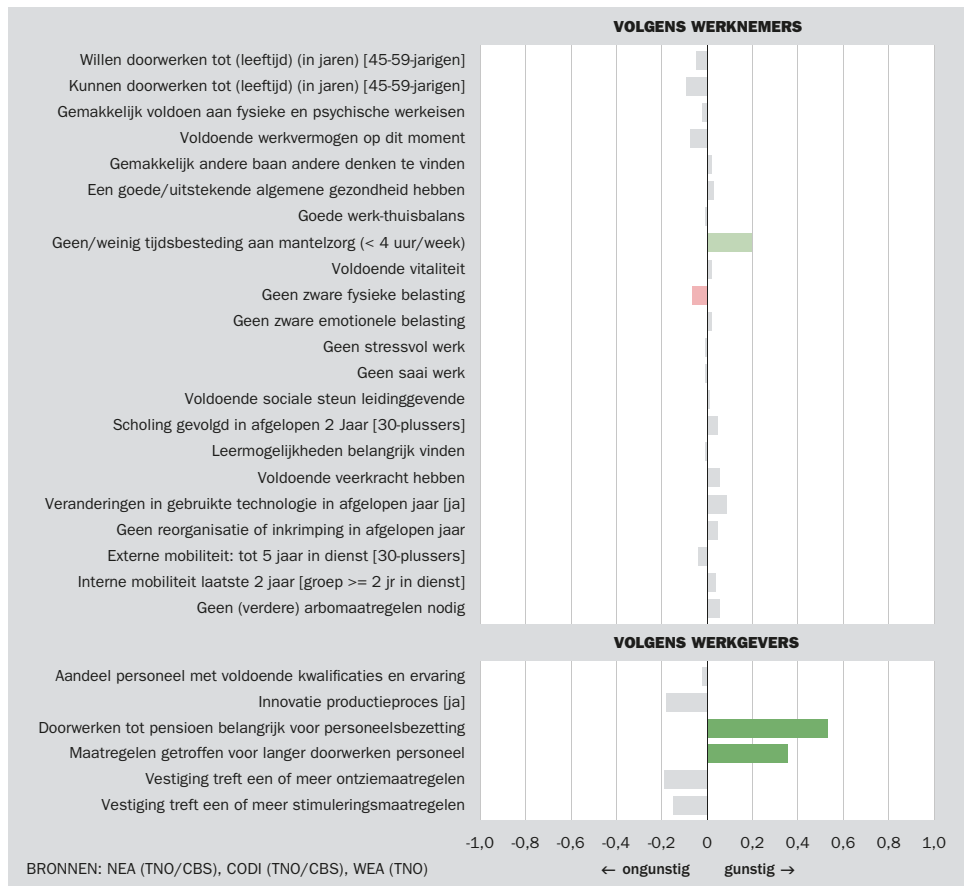 VOLGENS WERKNEMERS
Willen doorwerken tot (leeftijd) (in jaren) [45-59-jarigen]
Kunnen doorwerken tot (leeftijd) (in jaren) [45-59-jarigen]
Gemakkelijk voldoen aan fysieke en psychische werkeisen
Voldoende werkvermogen op dit moment
Gemakkelijk andere baan andere denken te vinden
Een goede/uitstekende algemene gezondheid hebben
Goede werk-thuisbalans
Geen/weinig tijdsbesteding aan mantelzorg (< 4 uur/week)
Voldoende vitaliteit
Geen zware fysieke belasting
Geen zware emotionele belasting
Geen stressvol werk
Geen saai werk
Voldoende sociale steun leidinggevende
Scholing gevolgd in afgelopen 2 Jaar [30-plussers]
Leermogelijkheden belangrijk vinden
Voldoende veerkracht hebben
Veranderingen in gebruikte technologie in afgelopen jaar [ja]
Geen reorganisatie of inkrimping in afgelopen jaar
Externe mobiliteit: tot 5 jaar in dienst [30-plussers]
Interne mobiliteit laatste 2 jaar [groep >= 2 jr in dienst]
Geen (verdere) arbomaatregelen nodig
VOLGENS WERKGEVERS
Aandeel personeel met voldoende kwalificaties en ervaring
Innovatie productieproces [ja]
Doorwerken tot pensioen belangrijk voor personeelsbezetting
Maatregelen getroffen voor langer doorwerken personeel
Vestiging treft een of meer ontziemaatregelen
Vestiging treft een of meer stimuleringsmaatregelen
-1,0 -0,8 -0,6 -0,4 -0,2 0 0,2 0,4 0,6 0,8 1,0
BRONNEN: NEA (TNO/CBS), CODI (TNO/CBS), WEA (TNO) ← ongunstig gunstig →